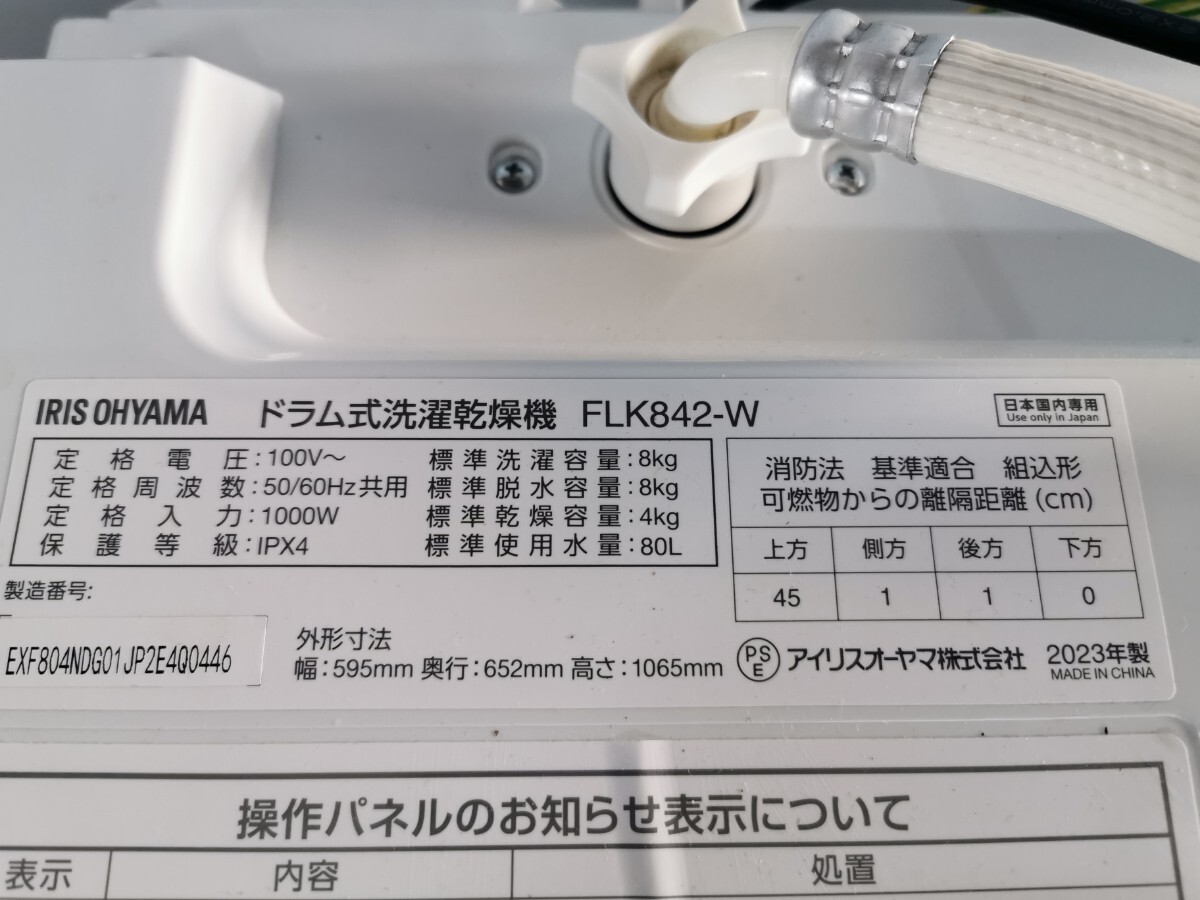 IRIS OHYAMA ドラム式洗濯乾燥機 FLK842-W
日本国内専用
Use only in Japan
定格電圧:100V～ 標準洗濯容量:8kg
定格周波数:50/60Hz共用 標準脱水容量:8kg
定格入力:1000W 標準乾燥容量:4kg
保護等級:IPX4 標準使用水量:80L
消防法 基準適合 組込形
可燃物からの離隔距離(cm)
上方 側方 後方 下方
45 1 1 0
製造番号:
EXF804NDG01JP2E4Q0446
外形寸法
幅:595mm 奥行:652mm 高さ:1065mm
PSE アイリスオーヤマ株式会社 2023年製
MADE IN CHINA
操作パネルのお知らせ表示について
表示 内容 処置